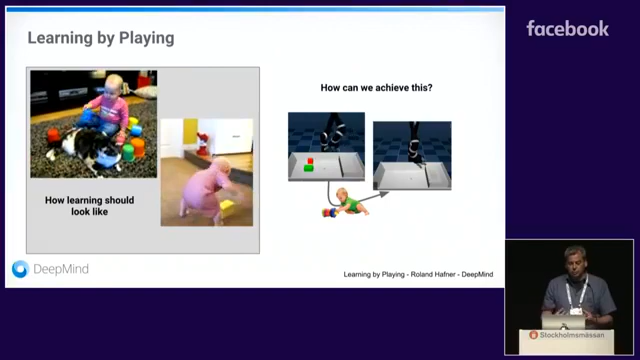 Learning by Playing
facebook
How can we achieve this?
How learning should
look like
DeepMind
Learning by Playing - Roland Hafner - DeepMind
Stockholmsmässan